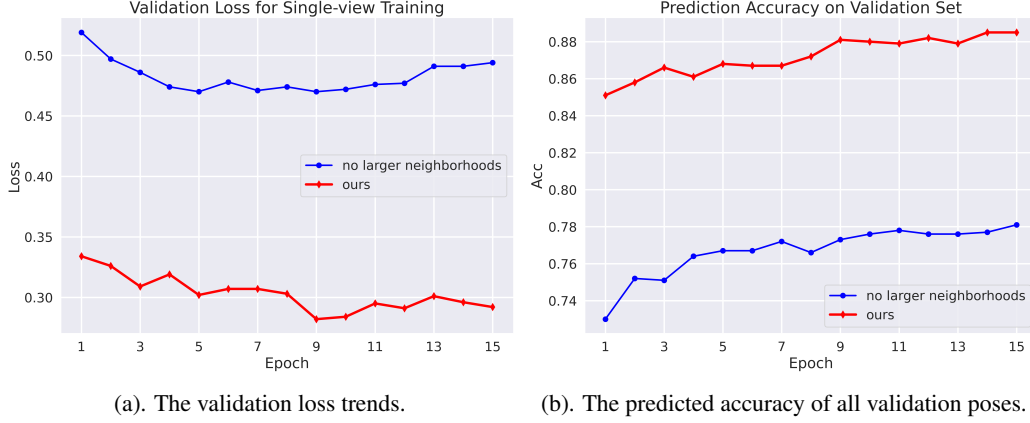 Validation Loss for Single-view Training
0.50
0.45
0.40
0.35
0.30
Loss
no larger neighborhoods
ours
1 3 5 7 9 11 13 15
Epoch
(a). The validation loss trends.
Prediction Accuracy on Validation Set
0.88
0.86
0.84
0.82
0.80
0.78
0.76
0.74
Acc
no larger neighborhoods
ours
1 3 5 7 9 11 13 15
Epoch
(b). The predicted accuracy of all validation poses.